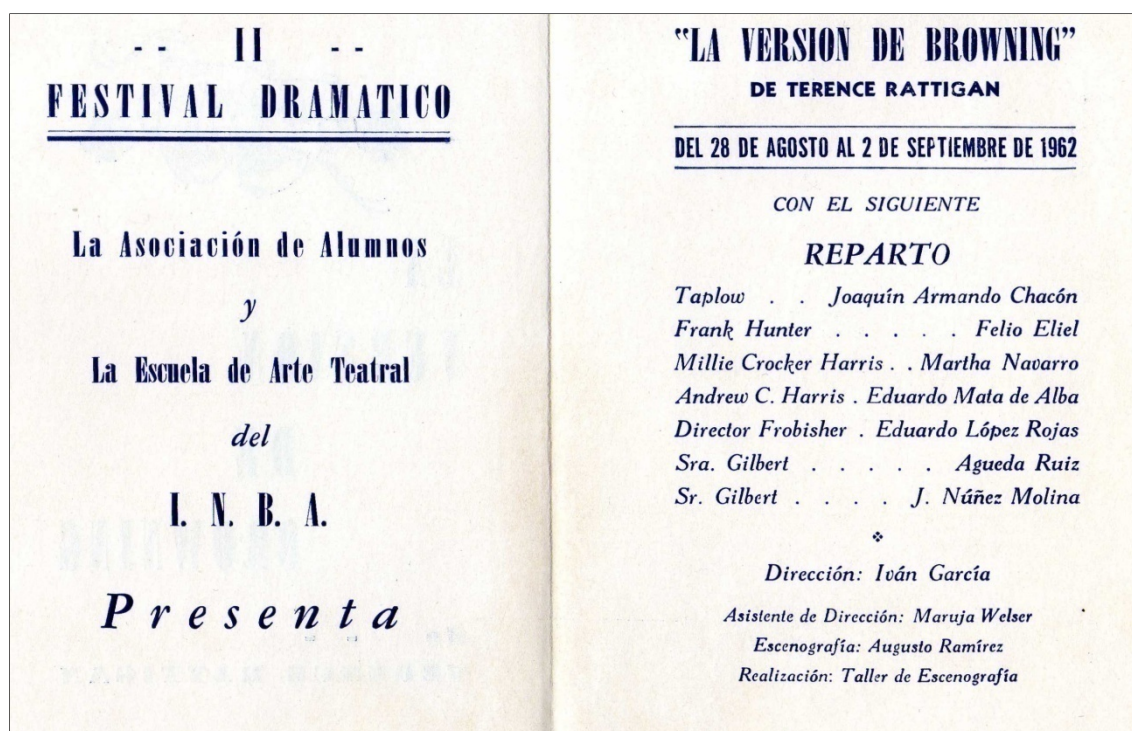 -- II --
FESTIVAL DRAMATICO
La Asociación de Alumnos
y
La Escuela de Arte Teatral
del
I. N. B. A.
Presenta
"LA VERSION DE BROWNING"
DE TERENCE RATTIGAN
DEL 28 DE AGOSTO AL 2 DE SEPTIEMBRE DE 1962
CON EL SIGUIENTE
REPARTO
Taplow . . Joaquín Armando Chacón
Frank Hunter . . . . . Felio Eliel
Millie Crocker Harris . . Martha Navarro
Andrew C. Harris . Eduardo Mata de Alba
Director Frobisher . Eduardo López Rojas
Sra. Gilbert . . . . . Agueda Ruiz
Sr. Gilbert . . . . J. Núñez Molina
Dirección: Iván García
Asistente de Dirección: Maruja Welser
Escenografía: Augusto Ramírez
Realización: Taller de Escenografía